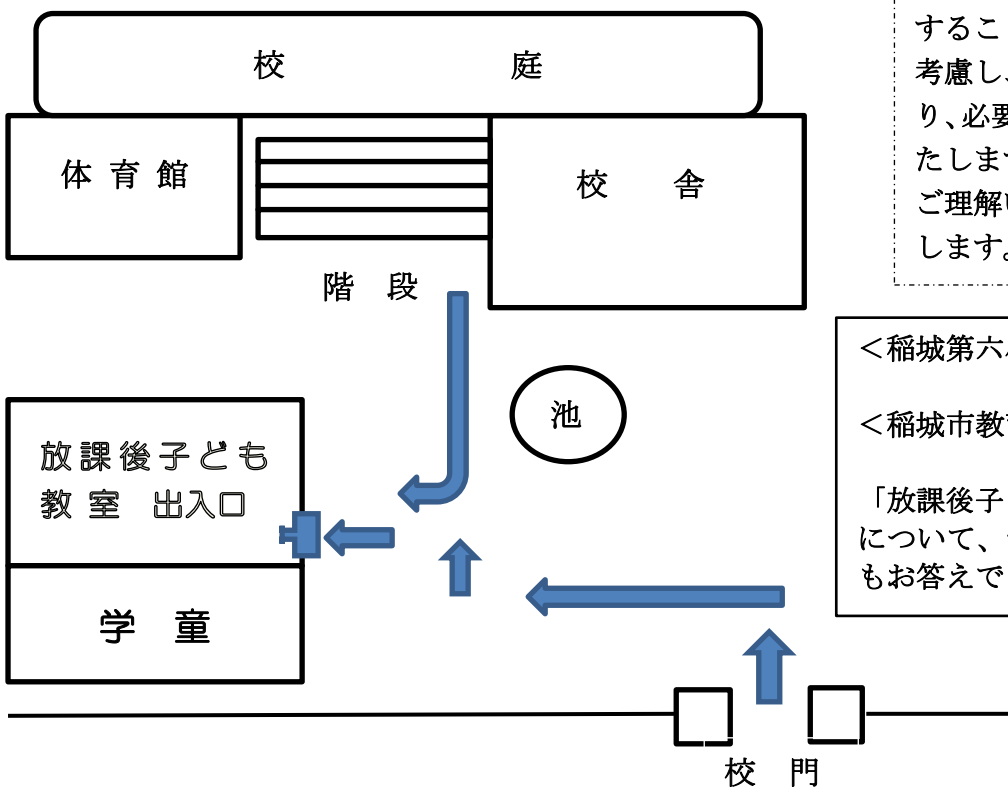 校　　庭
体 育 館
校　　舎
階　段
池
放課後子ども
教 室　出入口
学　童
校　門
するこ
考慮し、
り、必要
たします
ご理解
します。
＜稲城第六
＜稲城市教
「放課後子
について、
もお答えで